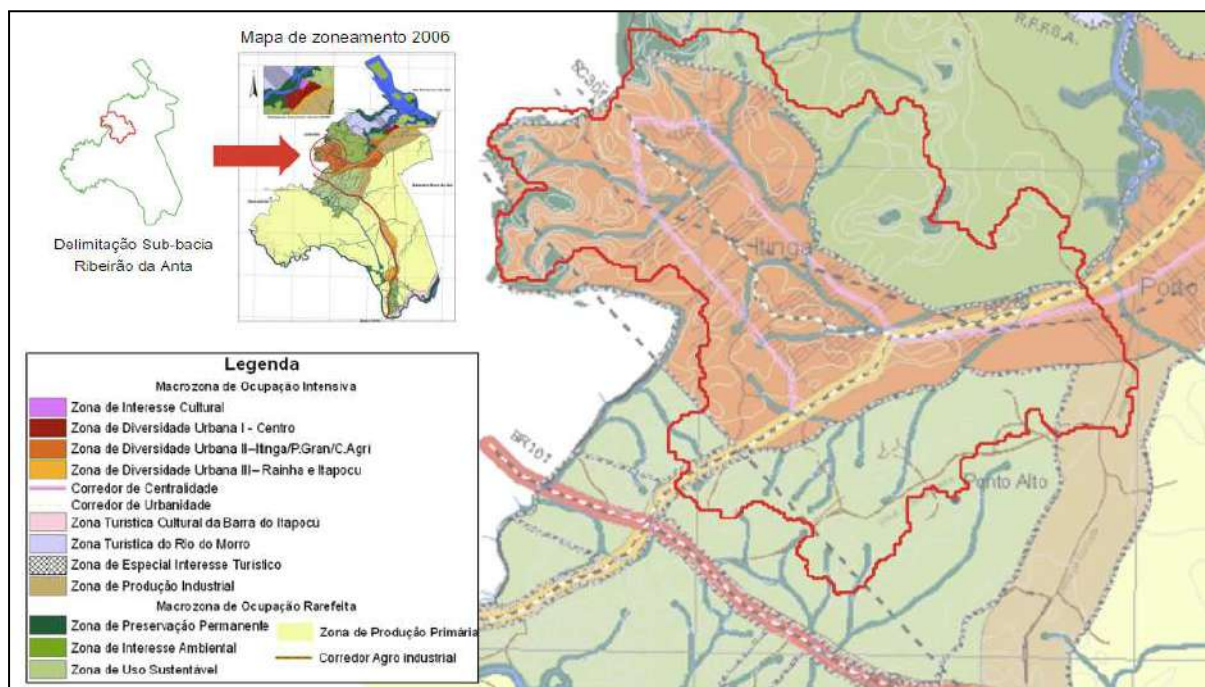 Mapa de zoneamento 2006
Delimitação Sub-bacia
Ribeirão da Anta
Legenda
Macrozona de Ocupação Intensiva
Zona de Interesse Cultural
Zona de Diversidade Urbana I - Centro
Zona de Diversidade Urbana II–Itinga/P.Gran/C.Agri
Zona de Diversidade Urbana III– Rainha e Itapocu
Corredor de Centralidade
Corredor de Urbanidade
Zona Turística Cultural da Barra do Itapocú
Zona Turística do Rio do Morro
Zona de Especial Interesse Turístico
Zona de Produção Industrial
Macrozona de Ocupação Rarefeita
Zona de Preservação Permanente
Zona de Interesse Ambiental
Zona de Uso Sustentável
Zona de Produção Primária
Corredor Agro industrial
R.F.F.S.A.
Itinga
Porto
BR101
Ponto Alto